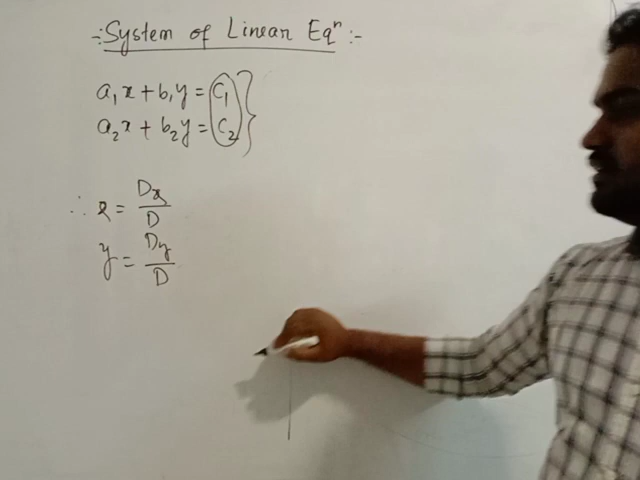 -: System of Linear Eqⁿ :-
a₁x + b₁y = c₁
a₂x + b₂y = c₂ }
∴ x = Dx/D
y = Dy/D